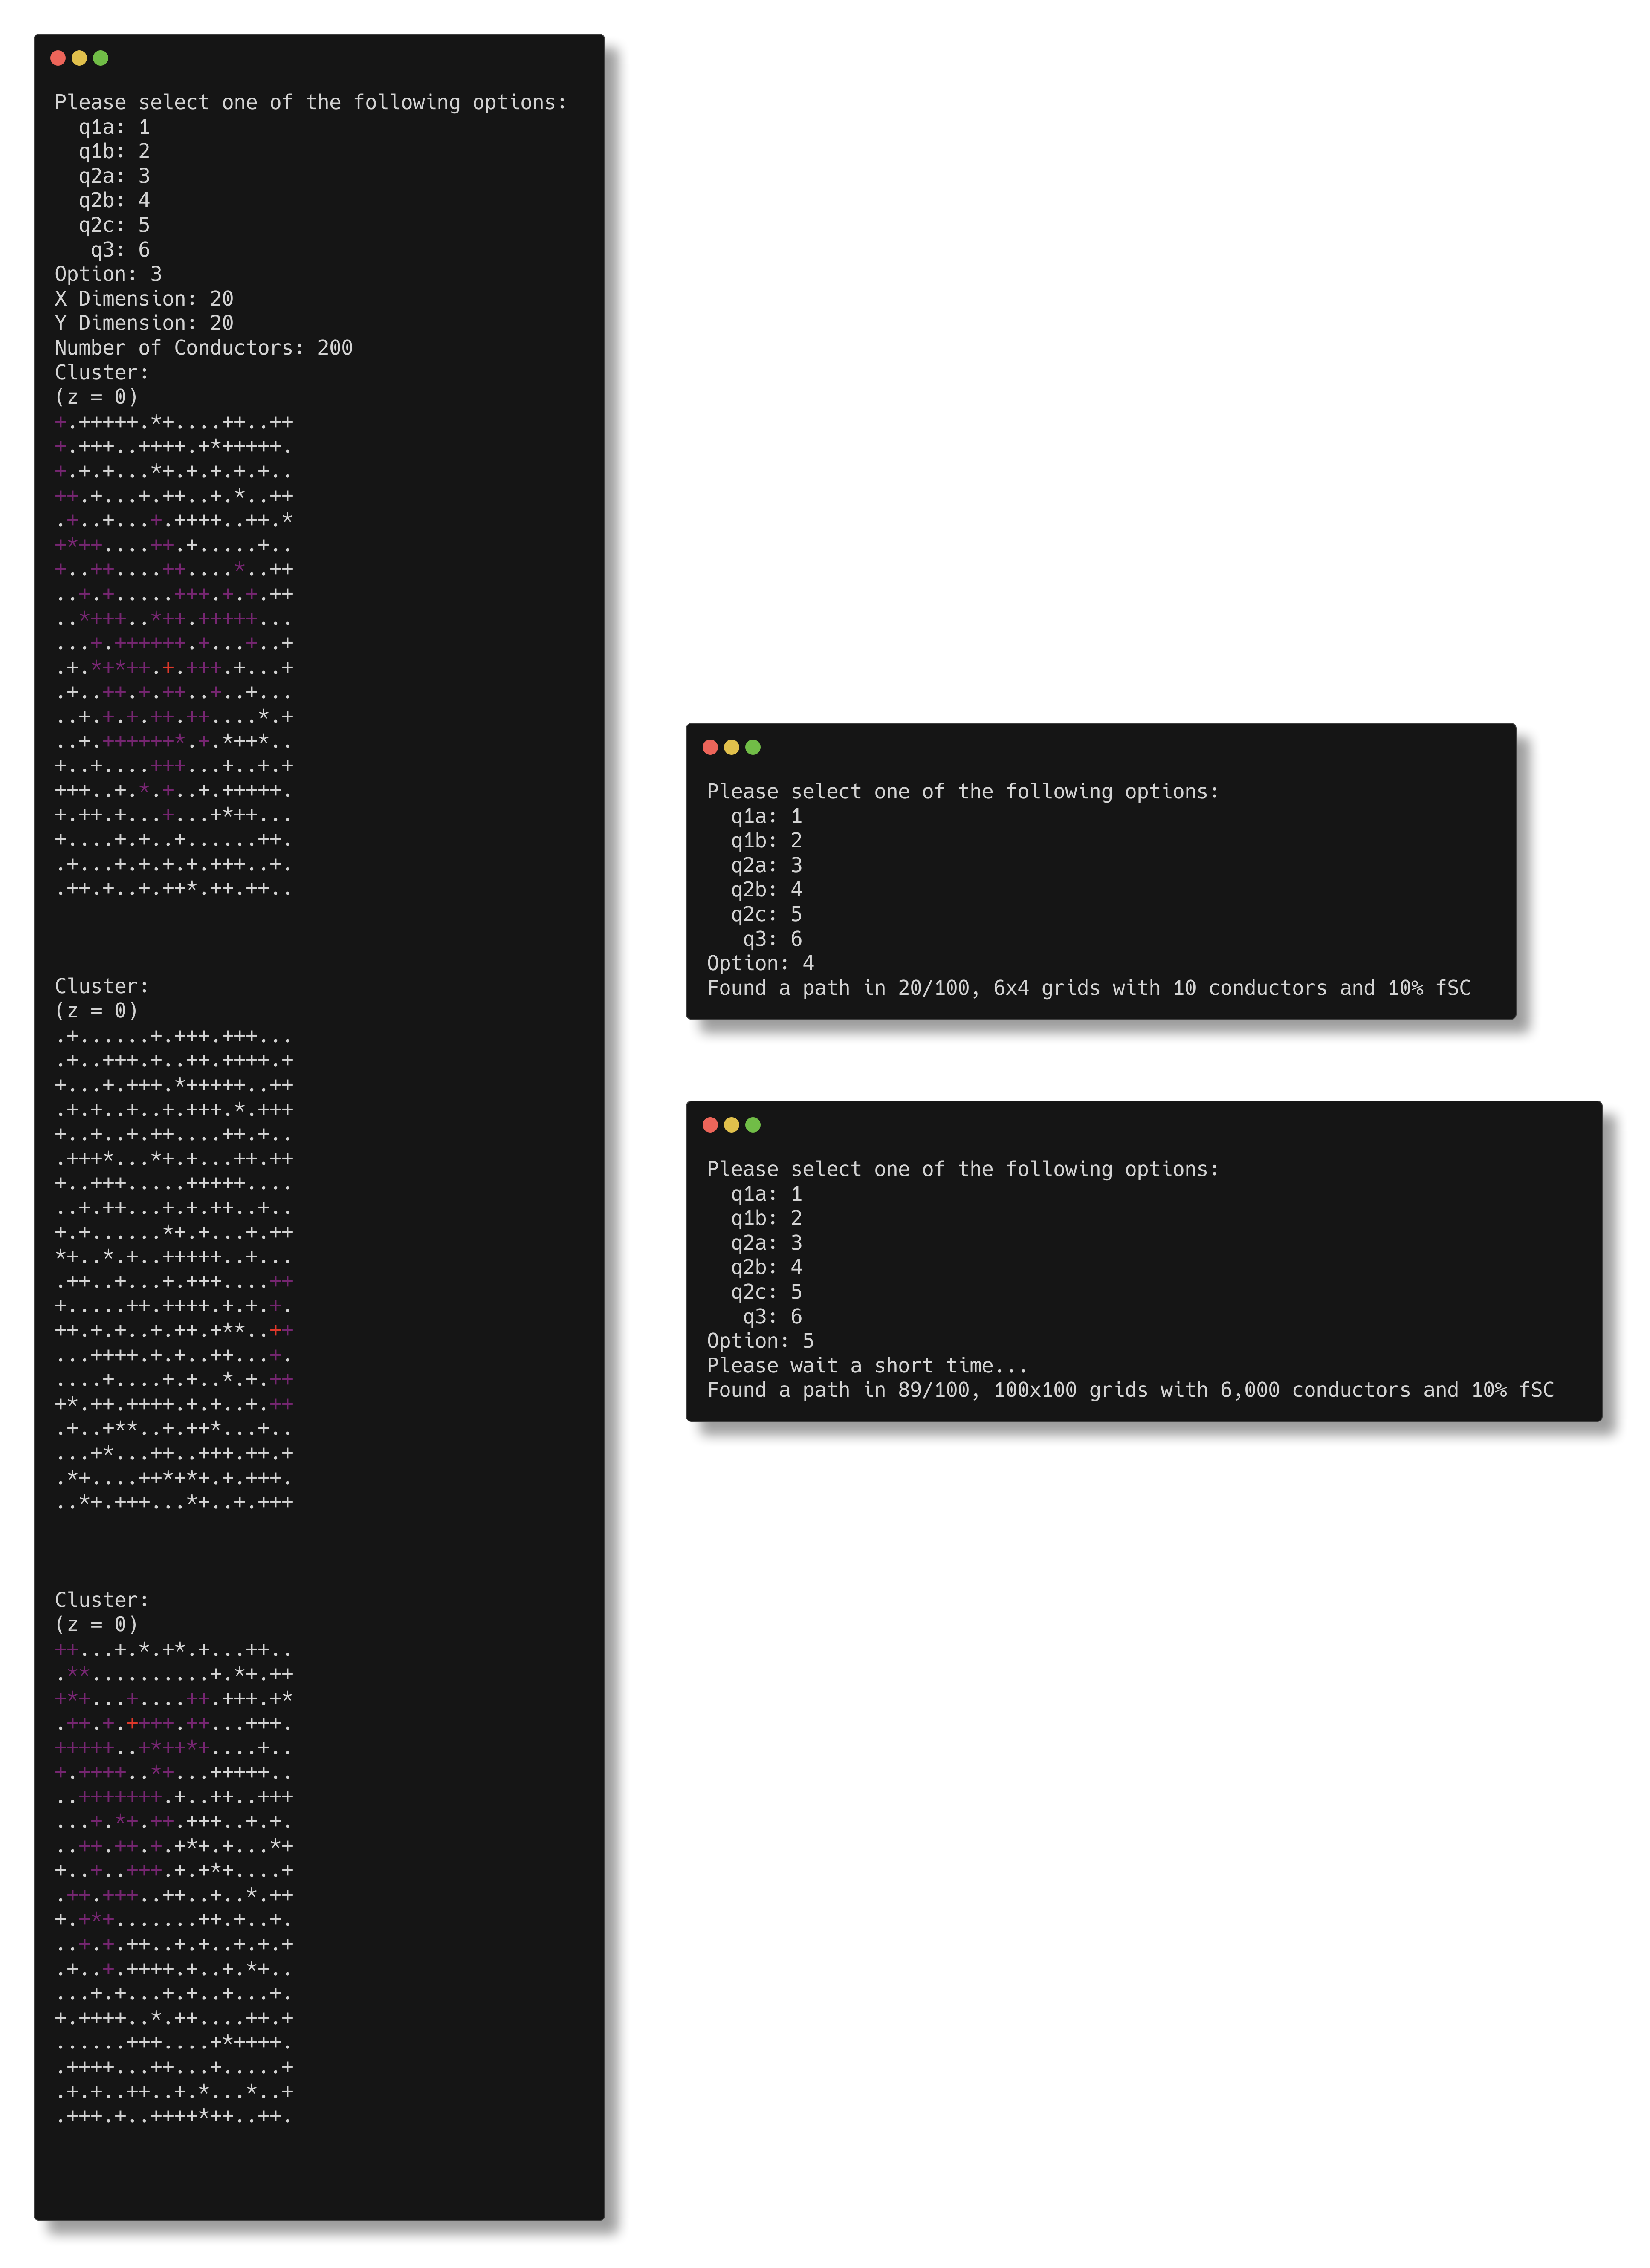 Please select one of the following options:
  q1a: 1
  q1b: 2
  q2a: 3
  q2b: 4
  q2c: 5
   q3: 6
Option: 3
X Dimension: 20
Y Dimension: 20
Number of Conductors: 200
Cluster:
(z = 0)
+.+++++.*+....++..++
+.+++..++++.+*+++++.
+.+.+...*+.+.+.+.+..
++.+...+.++..+.*..++
.+..+...+.++++..++.*
+*++....++.+.....+..
+..++....++....*..++
..+.+.....+++.+.+.++
..*+++..*++.+++++...
...+.++++++.+...+..+
.+.*+*++.+.+++.+...+
.+..++.+.++..+..+...
..+.+.+.++.++....*.+
..+.++++++*.+.*++*..
+..+....+++...+..+.+
+++..+.*.+..+.+++++.
+.++.+...+...+*++...
+....+.+..+......++.
.+...+.+.+.+.+++..+.
.++.+..+.++*.++.++..
Cluster:
(z = 0)
.+......+.+++.+++...
.+..+++.+..++.++++.+
+...+.+++.*+++++..++
.+.+..+..+.+++.*.+++
+..+..+.++....++.+..
.+++*...*+.+...++.++
+..+++.....+++++....
..+.++...+.+.++..+..
+.+......*+.+...+.++
*+..*.+..+++++..+...
.++..+...+.+++....++
+.....++.++++.+.+.+.
++.+.+..+.++.+**..++
...++++.+.+..++...+.
....+....+.+..*.+.++
+*.++.++++.+.+..+.++
.+..+**..+.++*...+..
...+*...++..+++.++.+
.*+....++*+*+.+.+++.
..*+.+++...*+..+.+++
Cluster:
(z = 0)
++...+.*.+*.+...++..
.**..........+.*+.++
+*+...+....++.+++.+*
.++.+.++++.++...+++.
+++++..+*++*+....+..
+.++++..*+...+++++..
..+++++++.+..++..+++
...+.*+.++.+++..+.+.
..++.++.+.+*+.+...*+
+..+..+++.+.+*+....+
.++.+++..++..+..*.++
+.+*+.......++.+..+.
..+.+.++..+.+..+.+.+
.+..+.++++.+..+.*+..
...+.+...+.+..+...+.
+.++++..*.++....++.+
......+++....+*++++.
.++++...++...+.....+
.+.+..++..+.*...*..+
.+++.+..++++*++..++.
Please select one of the following options:
  q1a: 1
  q1b: 2
  q2a: 3
  q2b: 4
  q2c: 5
   q3: 6
Option: 4
Found a path in 20/100, 6x4 grids with 10 conductors and 10% fSC
Please select one of the following options:
  q1a: 1
  q1b: 2
  q2a: 3
  q2b: 4
  q2c: 5
   q3: 6
Option: 5
Please wait a short time...
Found a path in 89/100, 100x100 grids with 6,000 conductors and 10% fSC